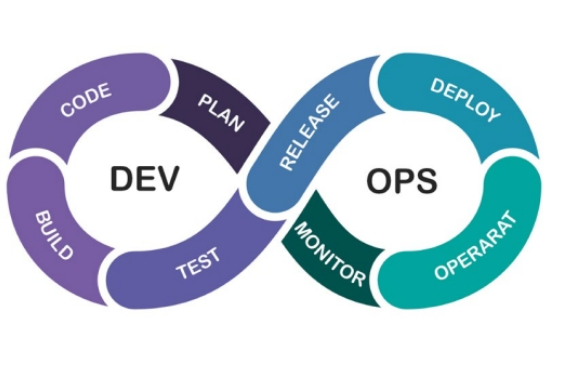 CODE
PLAN
RELEASE
DEPLOY
DEV
OPS
BUILD
TEST
MONITOR
OPERARAT